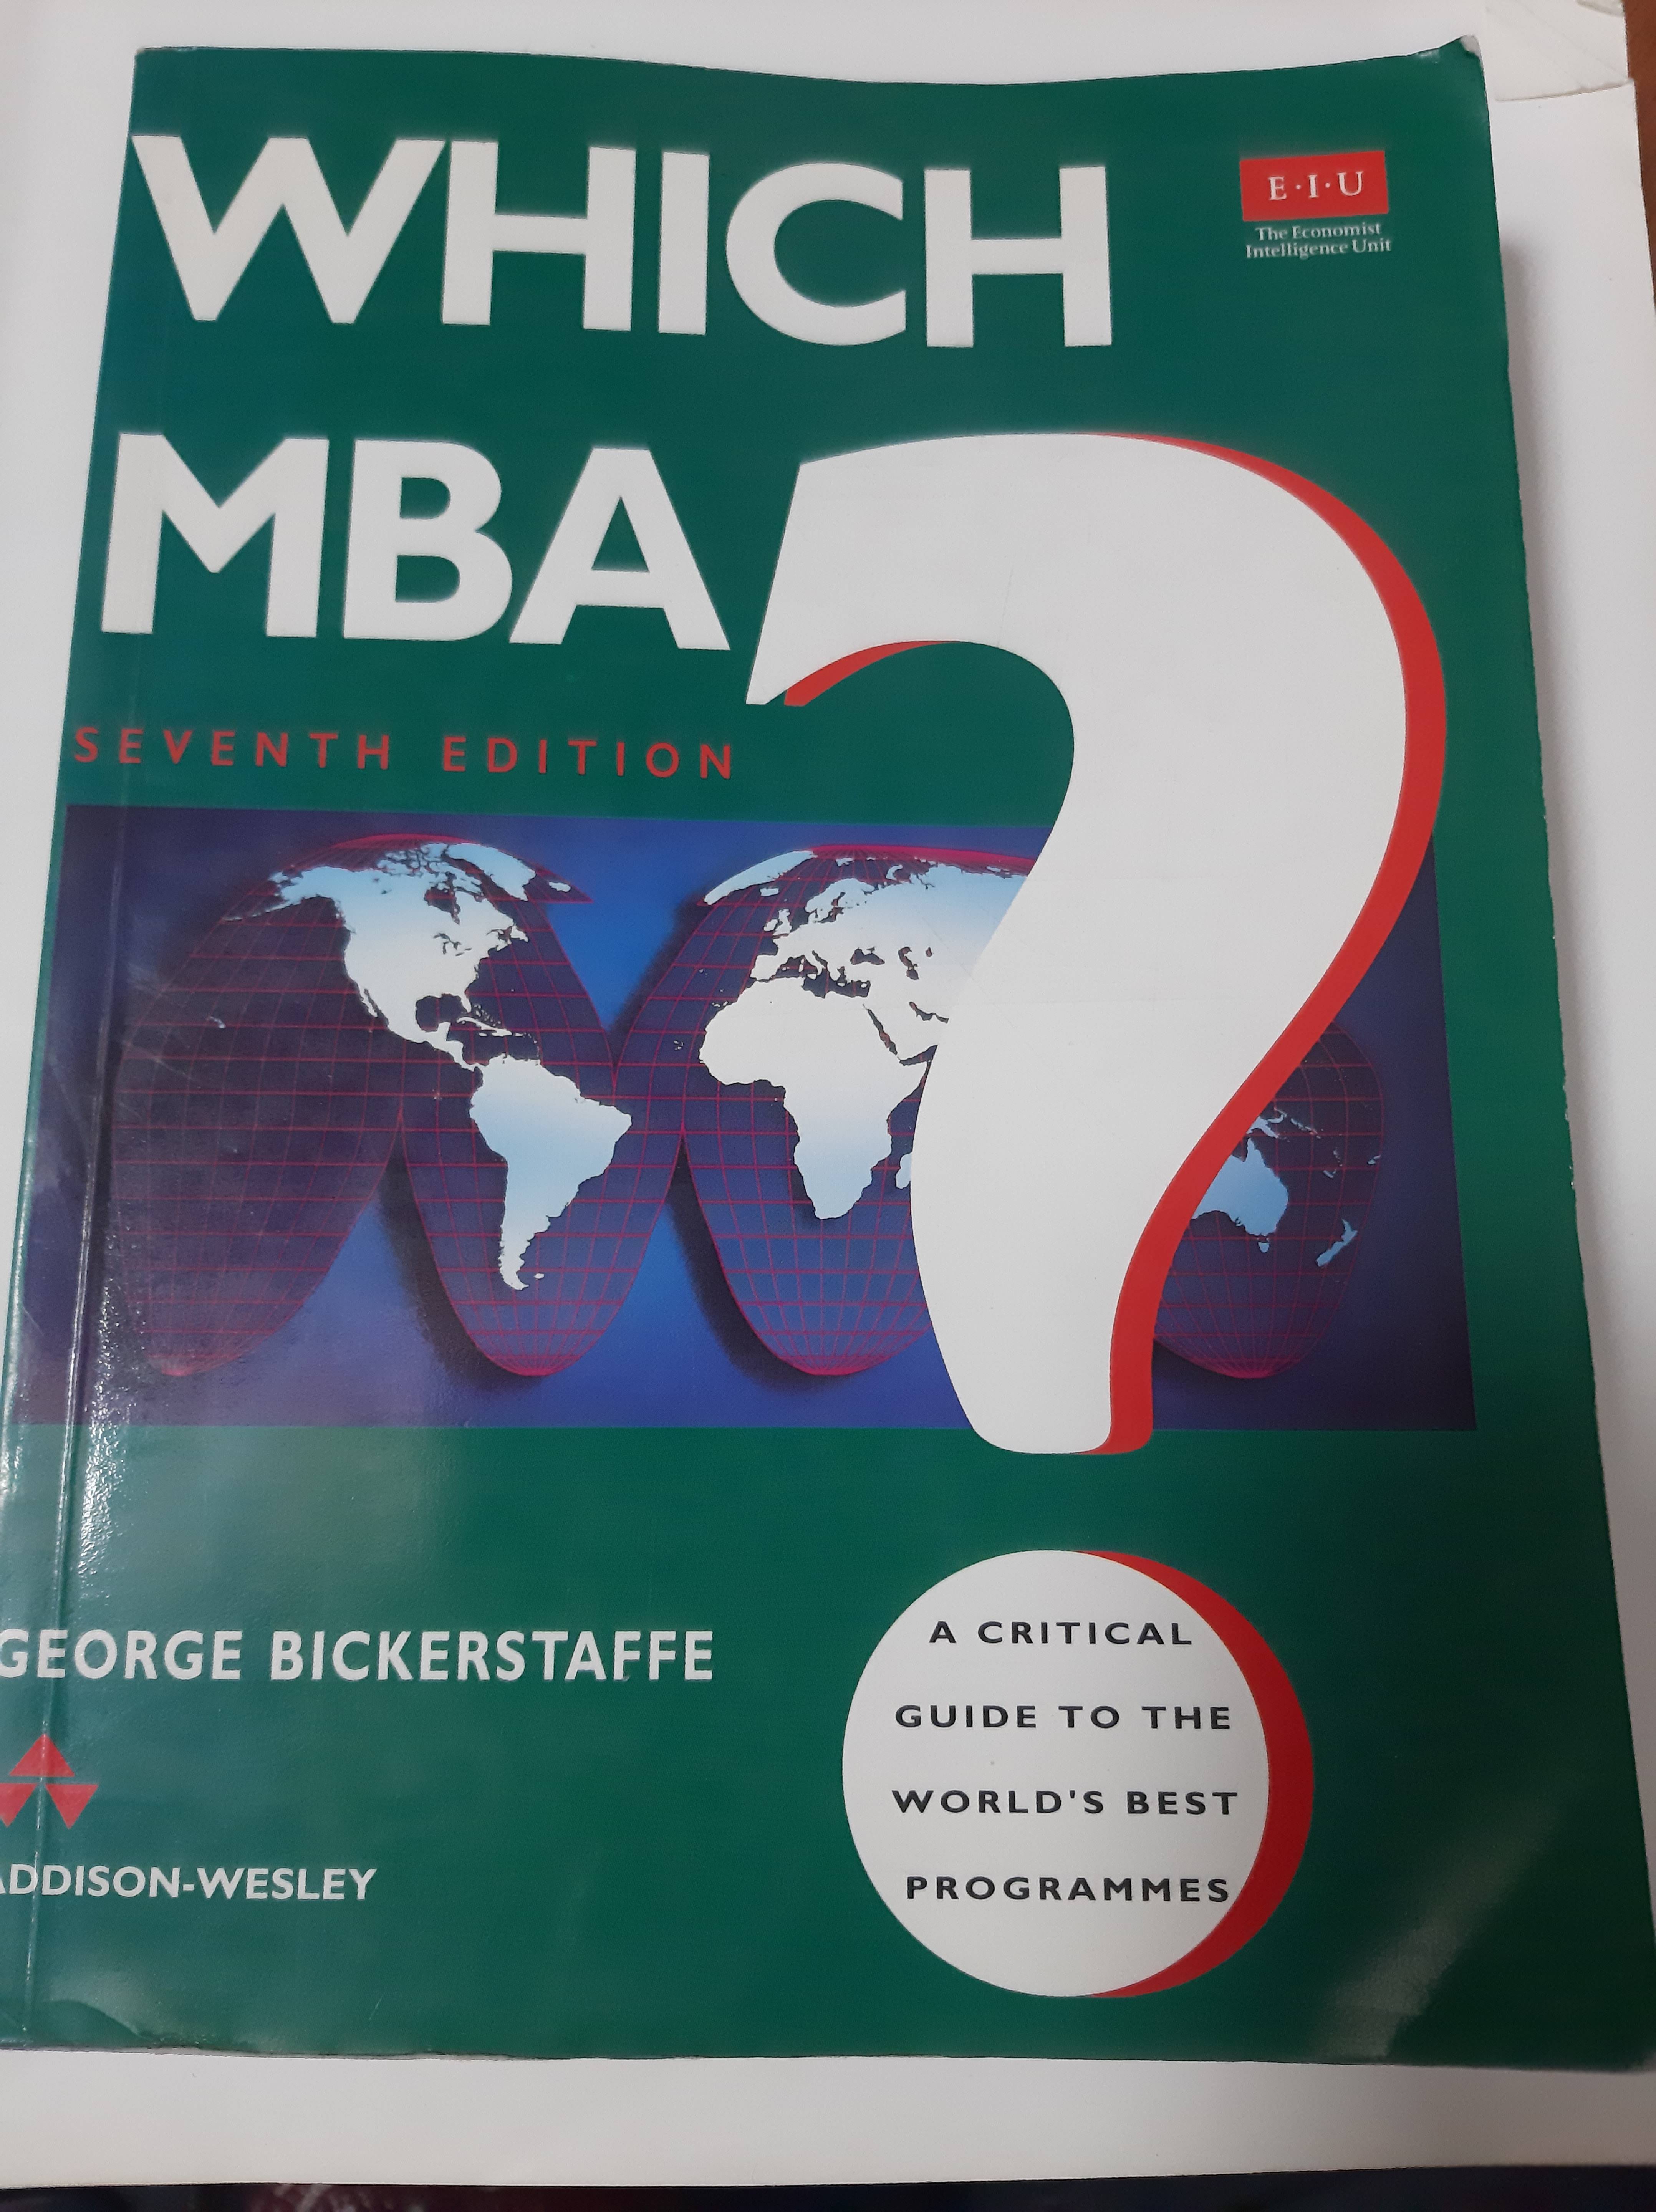 WHICH
MBA?
E·I·U
The Economist
Intelligence Unit
SEVENTH EDITION
GEORGE BICKERSTAFFE
ADDISON-WESLEY
A CRITICAL
GUIDE TO THE
WORLD'S BEST
PROGRAMMES